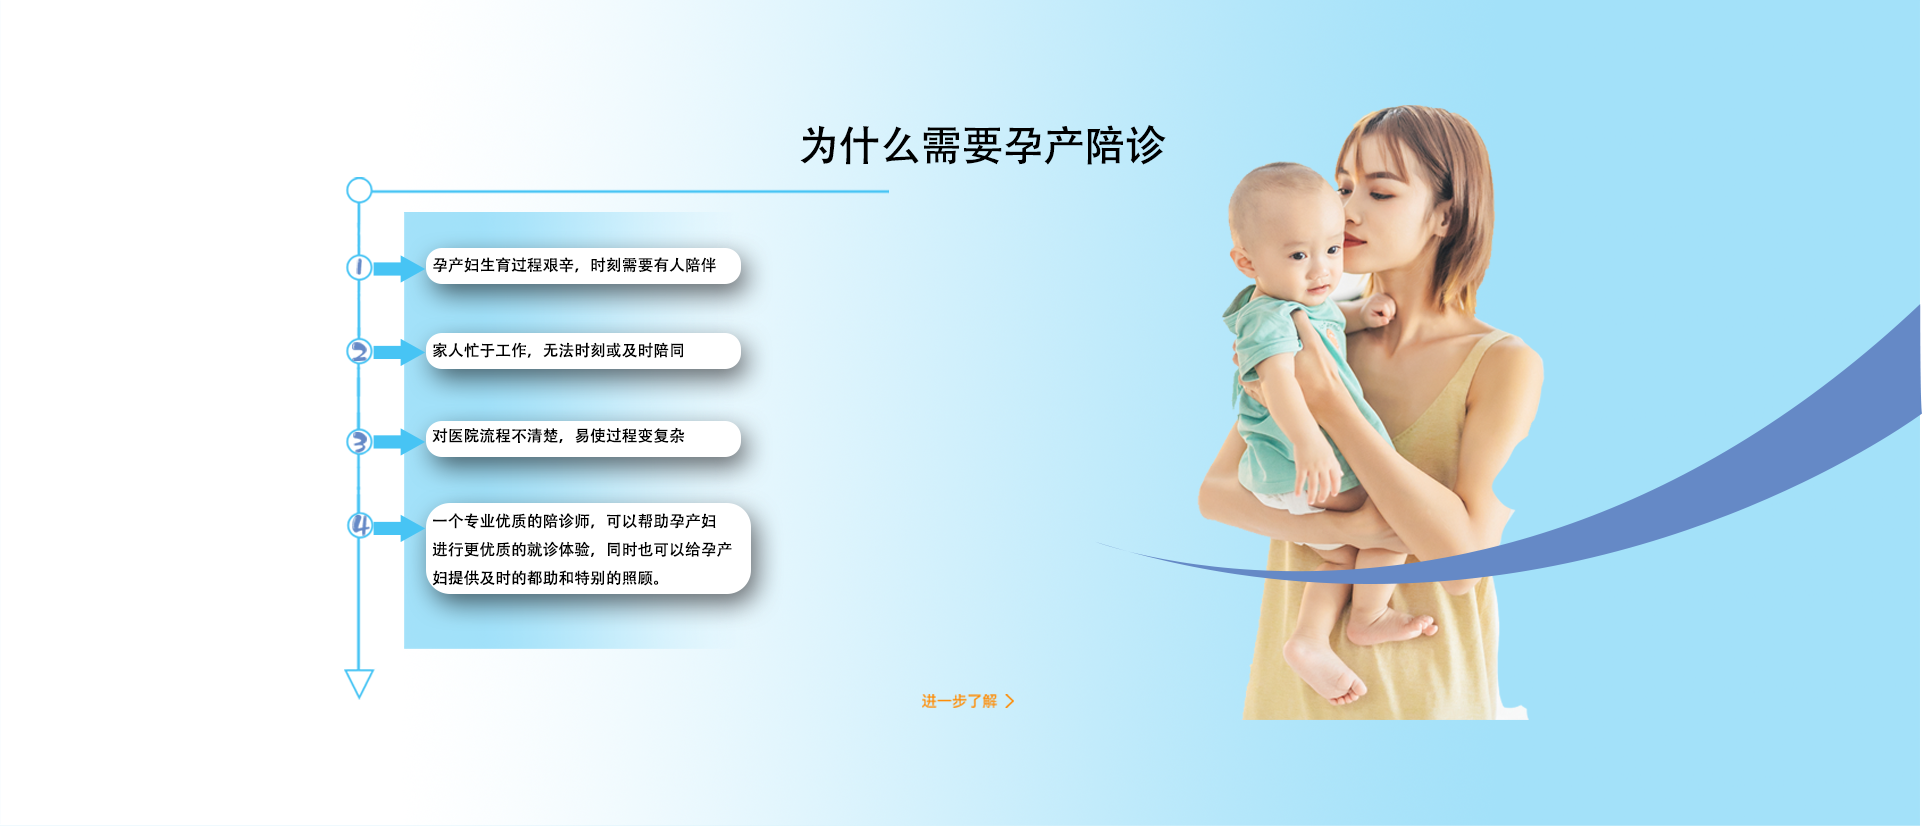 为什么需要孕产陪诊
1
孕产妇生育过程艰辛，时刻需要有人陪伴
2
家人忙于工作，无法时刻或及时陪同
3
对医院流程不清楚，易使过程变复杂
4
一个专业优质的陪诊师，可以帮助孕产妇
进行更优质的就诊体验，同时也可以给孕产
妇提供及时的都助和特别的照顾。
进一步了解 >